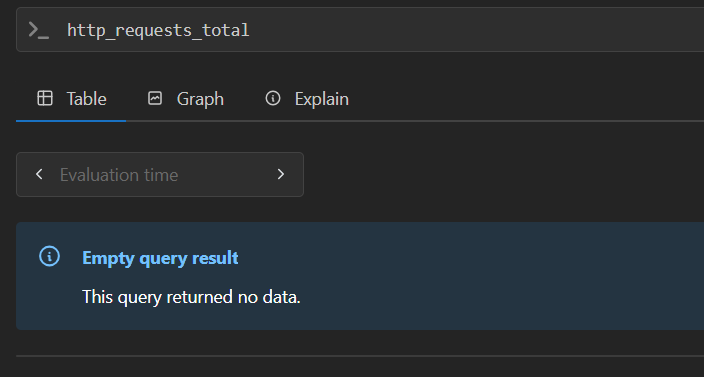 http_requests_total
Table Graph Explain
Evaluation time
Empty query result
This query returned no data.